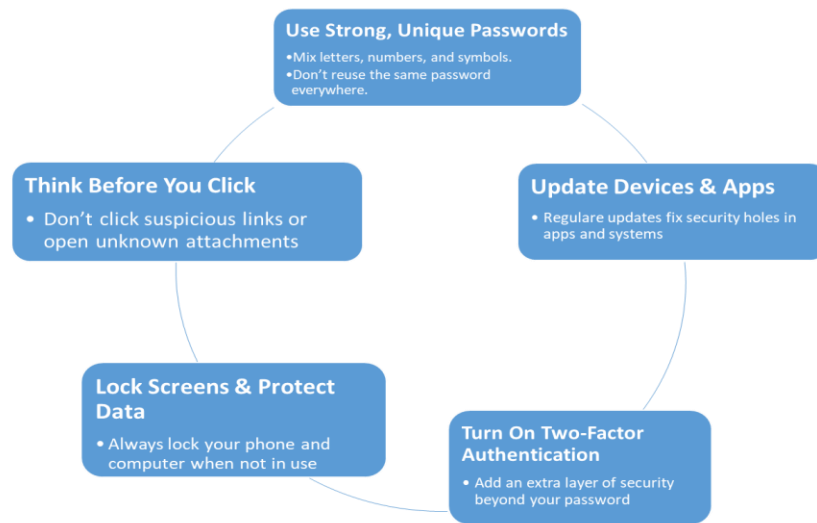 Use Strong, Unique Passwords
•Mix letters, numbers, and symbols.
•Don’t reuse the same password
everywhere.
Update Devices & Apps
• Regulare updates fix security holes in
apps and systems
Turn On Two-Factor
Authentication
• Add an extra layer of security
beyond your password
Lock Screens & Protect
Data
• Always lock your phone and
computer when not in use
Think Before You Click
• Don’t click suspicious links or
open unknown attachments